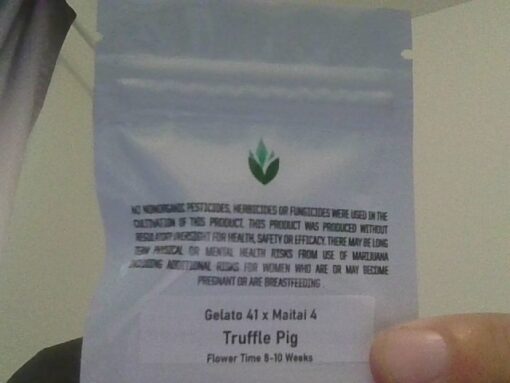 NO NONORGANIC PESTICIDES, HERBICIDES OR FUNGICIDES WERE USED IN THE
CULTIVATION OF THIS PRODUCT. THIS PRODUCT WAS PRODUCED WITHOUT
REGULATORY OVERSIGHT FOR HEALTH, SAFETY OR EFFICACY. THERE MAY BE LONG
TERM PHYSICAL OR MENTAL HEALTH RISKS FROM USE OF MARIJUANA
INCLUDING ADDITIONAL RISKS FOR WOMEN WHO ARE OR MAY BECOME
PREGNANT OR ARE BREASTFEEDING.
Gelato 41 x Maitai 4
Truffle Pig
Flower Time 8-10 Weeks